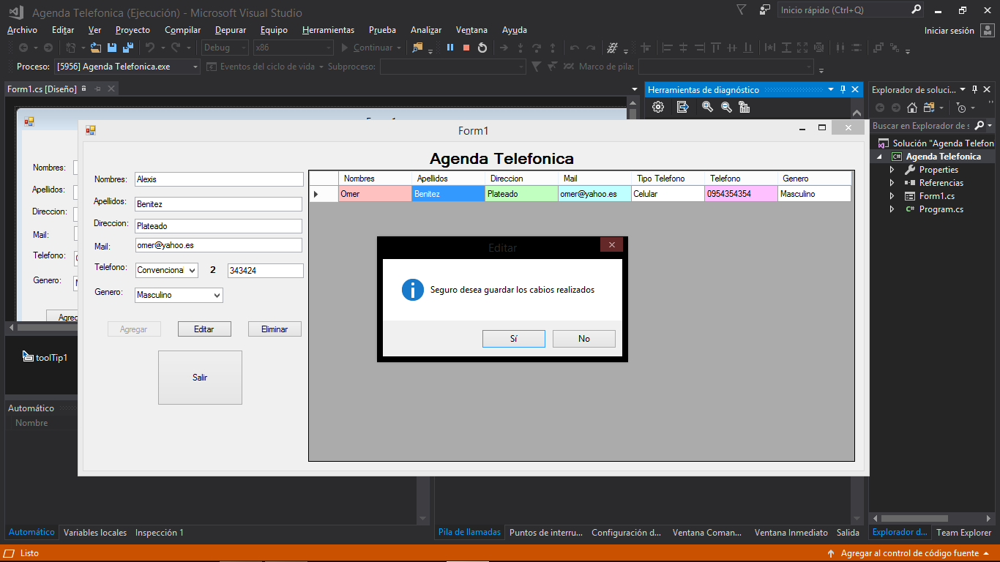 Agenda Telefonica (Ejecución) - Microsoft Visual Studio
Inicio rápido (Ctrl+Q)
Archivo Editar Ver Proyecto Compilar Depurar Equipo Herramientas Prueba Analizar Ventana Ayuda
Iniciar sesión
Debug x86 Continuar
Proceso: [5956] Agenda Telefonica.exe Eventos del ciclo de vida Subproceso: Marco de pila:
Form1.cs [Diseño]
Herramientas de diagnóstico
Explorador de soluci...
Buscar en Explorador de s
Solución "Agenda Telefon
Agenda Telefonica
Properties
Referencias
Form1.cs
C# Program.cs
Nombres:
Apellidos:
Direccion:
Mail:
Telefono:
Genero:
Agreg
toolTip1
Form1
Agenda Telefonica
Nombres: Alexis
Apellidos: Benitez
Direccion: Plateado
Mail: omer@yahoo.es
Telefono: Convencional 2 343424
Genero: Masculino
Agregar Editar Eliminar
Salir
Nombres Apellidos Direccion Mail Tipo Telefono Telefono Genero
Omer Benitez Plateado omer@yahoo.es Celular 0954354354 Masculino
Editar
Seguro desea guardar los cabios realizados
Sí No
Automático
Nombre
Automático Variables locales Inspección 1
Pila de llamadas Puntos de interru... Configuración d... Ventana Coman... Ventana Inmediato Salida
Explorador d... Team Explorer
Listo
Agregar al control de código fuente